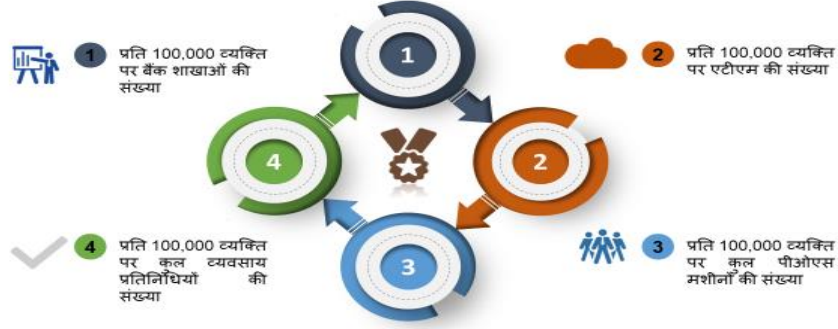 1
1 प्रति 100,000 व्यक्ति
पर बैंक शाखाओं की
संख्या
2 प्रति 100,000 व्यक्ति
पर एटीएम की संख्या
4
2
3
4 प्रति 100,000 व्यक्ति
पर कुल व्यवसाय
प्रतिनिधियों की
संख्या
3 प्रति 100,000 व्यक्ति
पर कुल पीओएस
मशीनों की संख्या